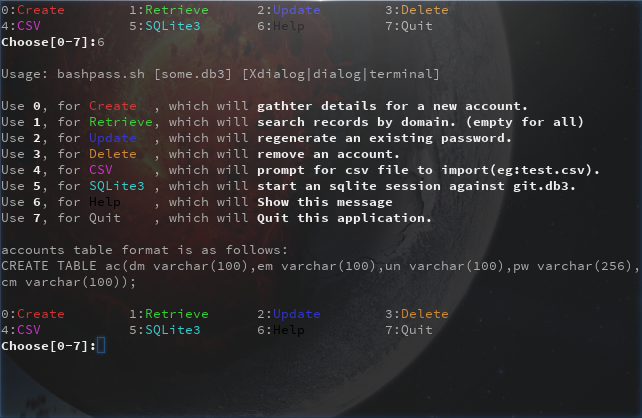 0:Create 1:Retrieve 2:Update 3:Delete
4:CSV 5:SQLite3 6:Help 7:Quit
Choose[0-7]:6
Usage: bashpass.sh [some.db3] [Xdialog|dialog|terminal]
Use 0, for Create , which will gathter details for a new account.
Use 1, for Retrieve, which will search records by domain. (empty for all)
Use 2, for Update , which will regenerate an existing password.
Use 3, for Delete , which will remove an account.
Use 4, for CSV , which will prompt for csv file to import(eg:test.csv).
Use 5, for SQLite3 , which will start an sqlite session against git.db3.
Use 6, for Help , which will Show this message
Use 7, for Quit , which will Quit this application.
accounts table format is as follows:
CREATE TABLE ac(dm varchar(100),em varchar(100),un varchar(100),pw varchar(256),
cm varchar(100));
0:Create 1:Retrieve 2:Update 3:Delete
4:CSV 5:SQLite3 6:Help 7:Quit
Choose[0-7]: